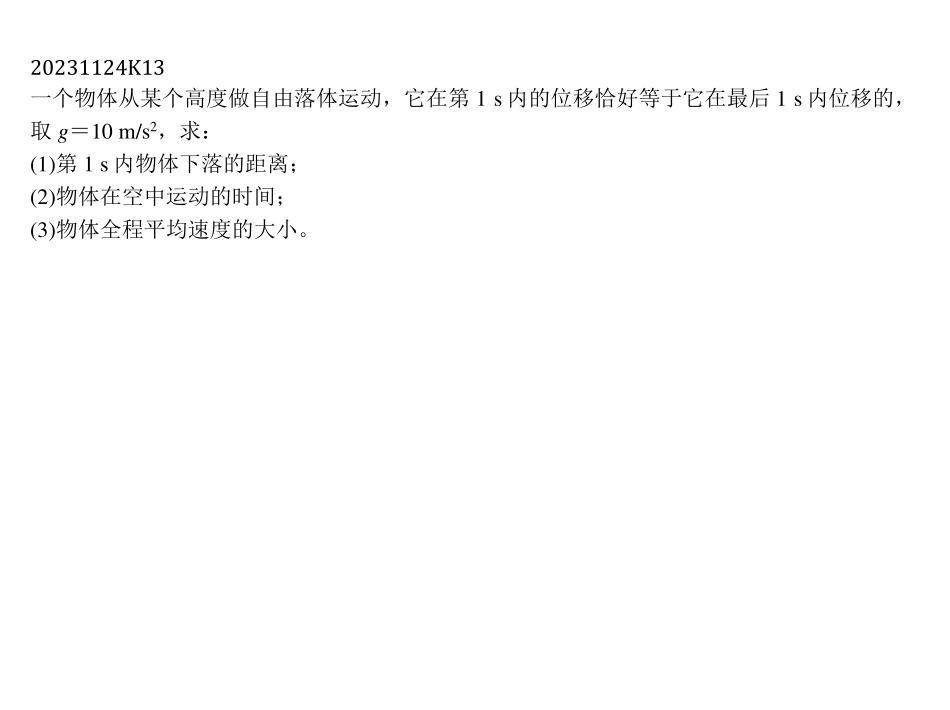 20231124K13
一个物体从某个高度做自由落体运动，它在第 1 s 内的位移恰好等于它在最后 1 s 内位移的，
取 g＝10 m/s²，求：
(1)第 1 s 内物体下落的距离；
(2)物体在空中运动的时间；
(3)物体全程平均速度的大小。